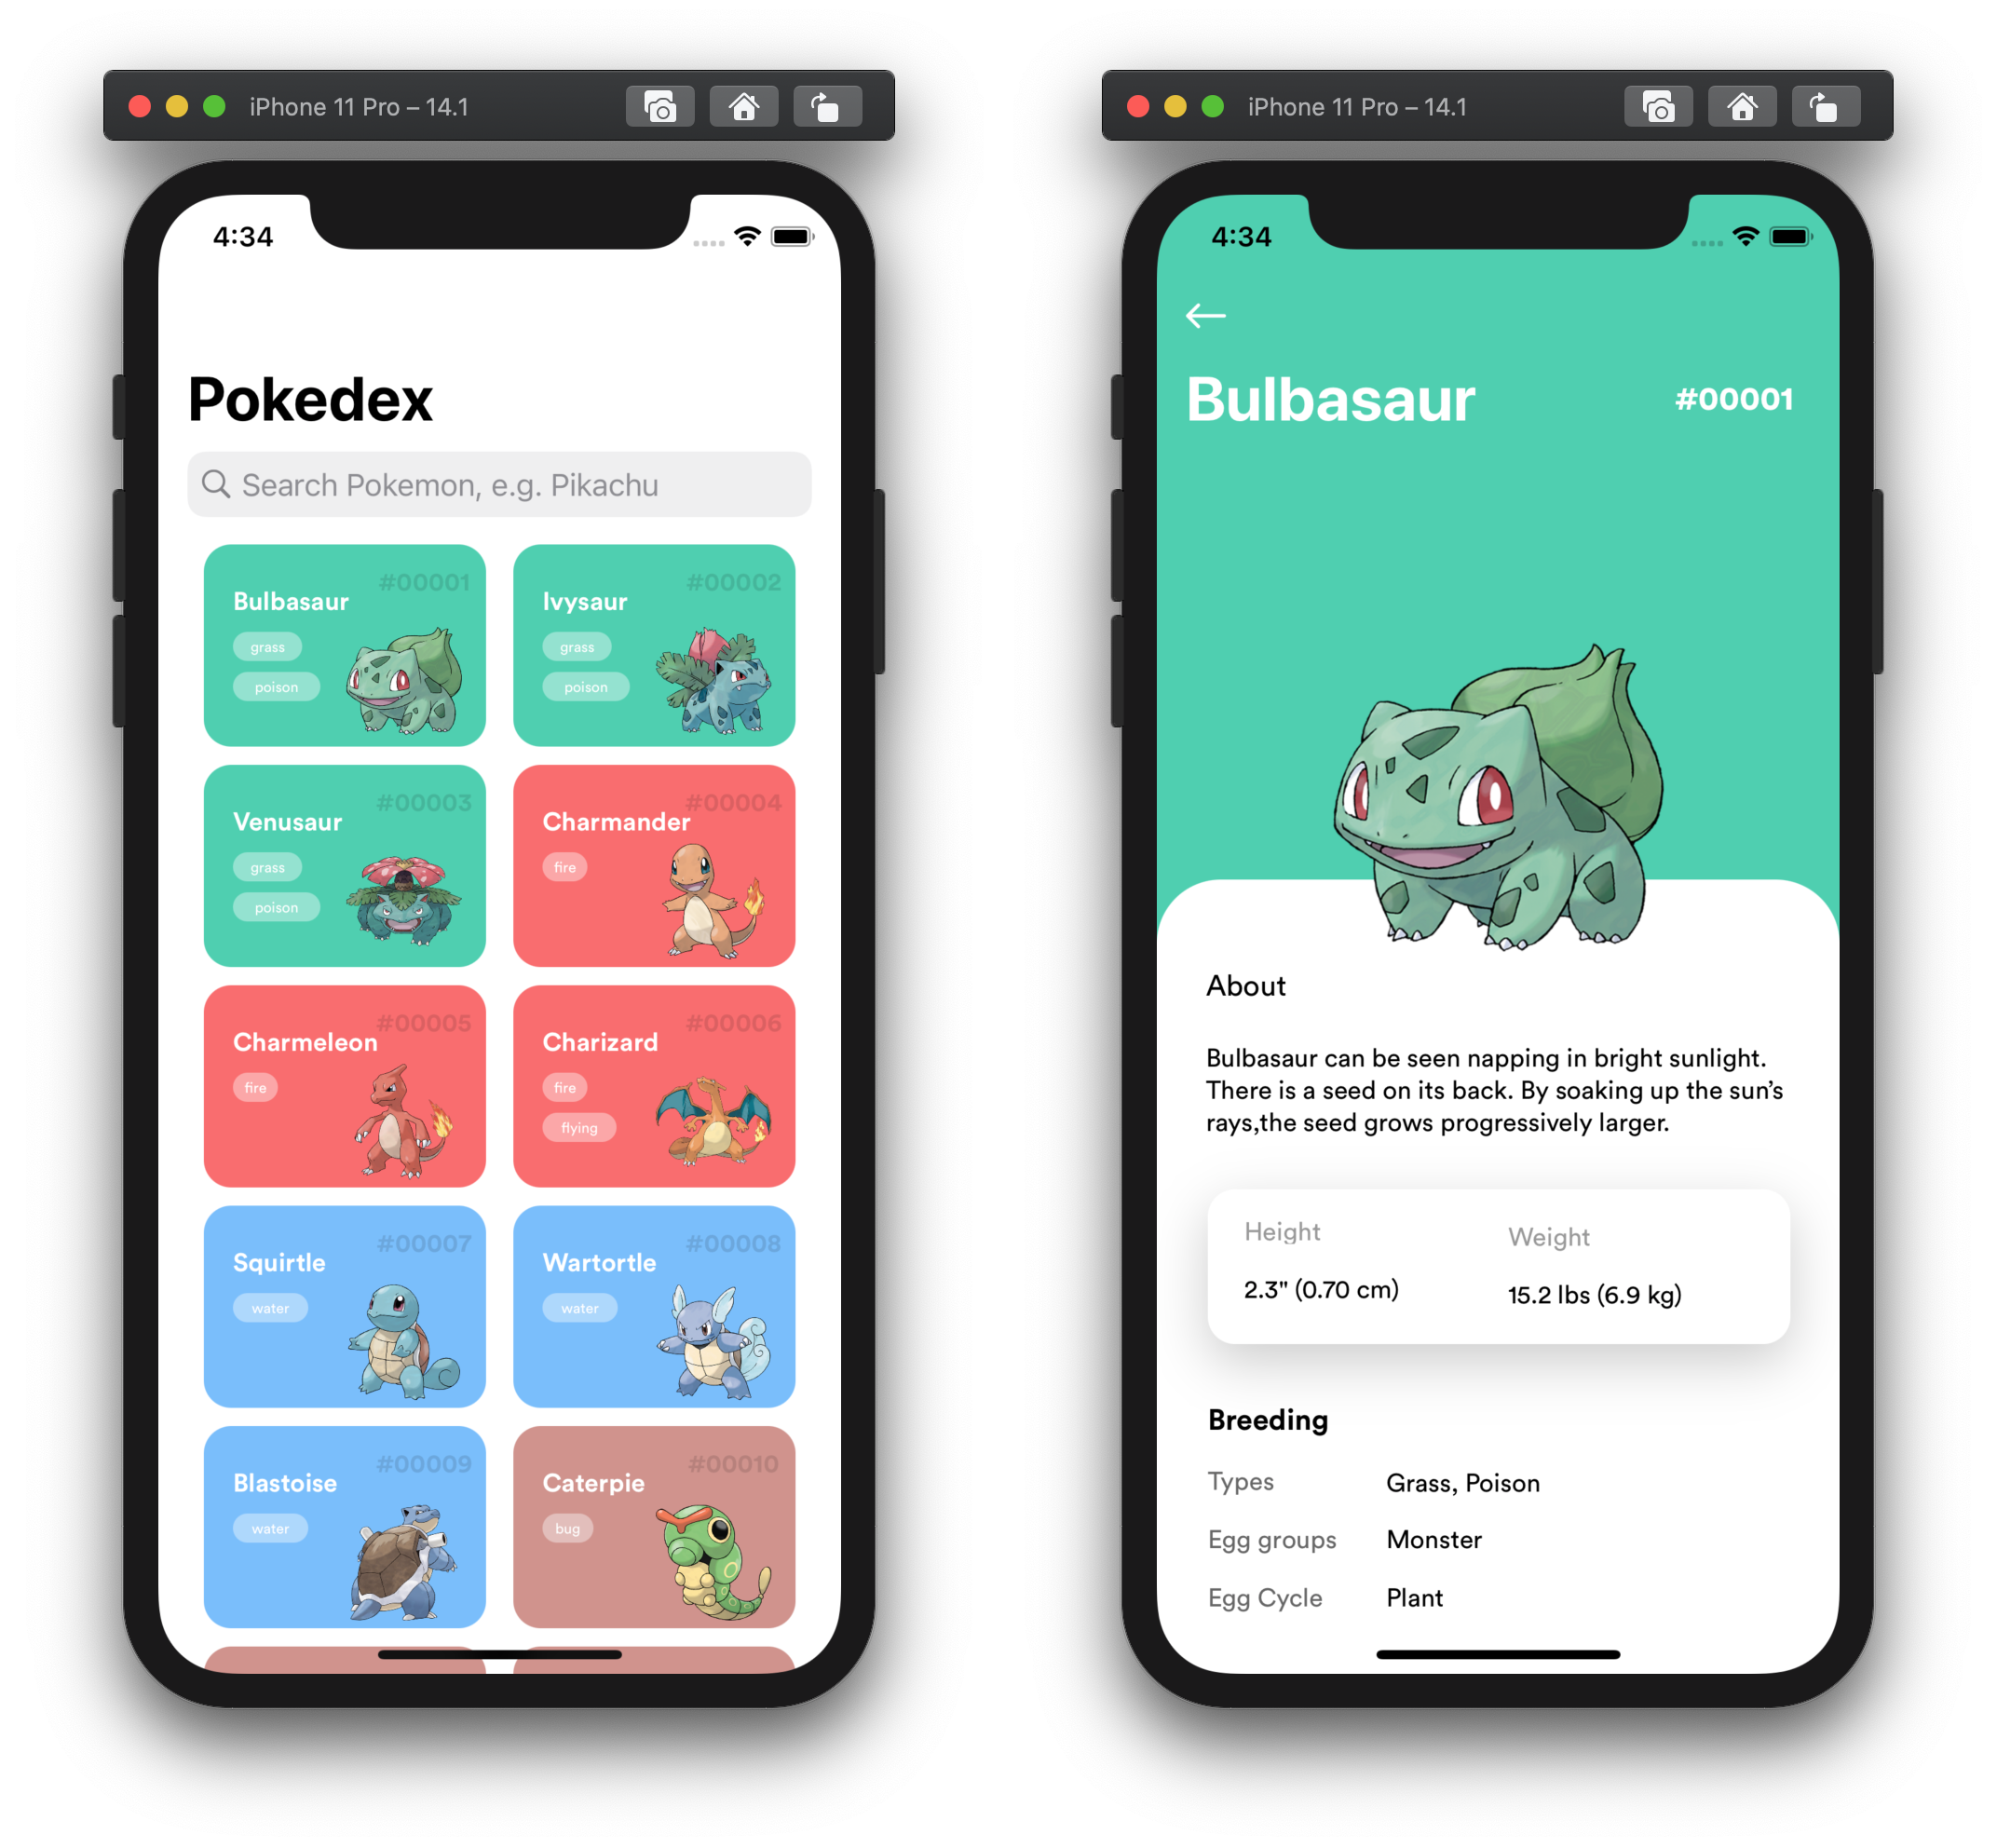 iPhone 11 Pro – 14.1
4:34
Pokedex
Search Pokemon, e.g. Pikachu
#00001
Bulbasaur
grass
poison
#00002
Ivysaur
grass
poison
#00003
Venusaur
grass
poison
#00004
Charmander
fire
#00005
Charmeleon
fire
#00006
Charizard
fire
flying
#00007
Squirtle
water
#00008
Wartortle
water
#00009
Blastoise
water
#00010
Caterpie
bug
iPhone 11 Pro – 14.1
4:34
Bulbasaur #00001
About
Bulbasaur can be seen napping in bright sunlight.
There is a seed on its back. By soaking up the sun’s
rays,the seed grows progressively larger.
Height
2.3" (0.70 cm)
Weight
15.2 lbs (6.9 kg)
Breeding
Types Grass, Poison
Egg groups Monster
Egg Cycle Plant